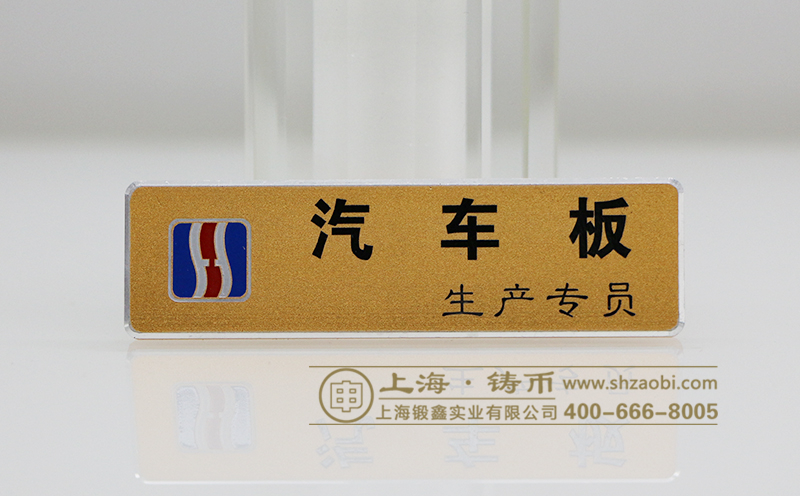 汽车板
生产专员
申 上海·铸币 www.shzaobi.com
上海锻鑫实业有限公司 400-666-8005